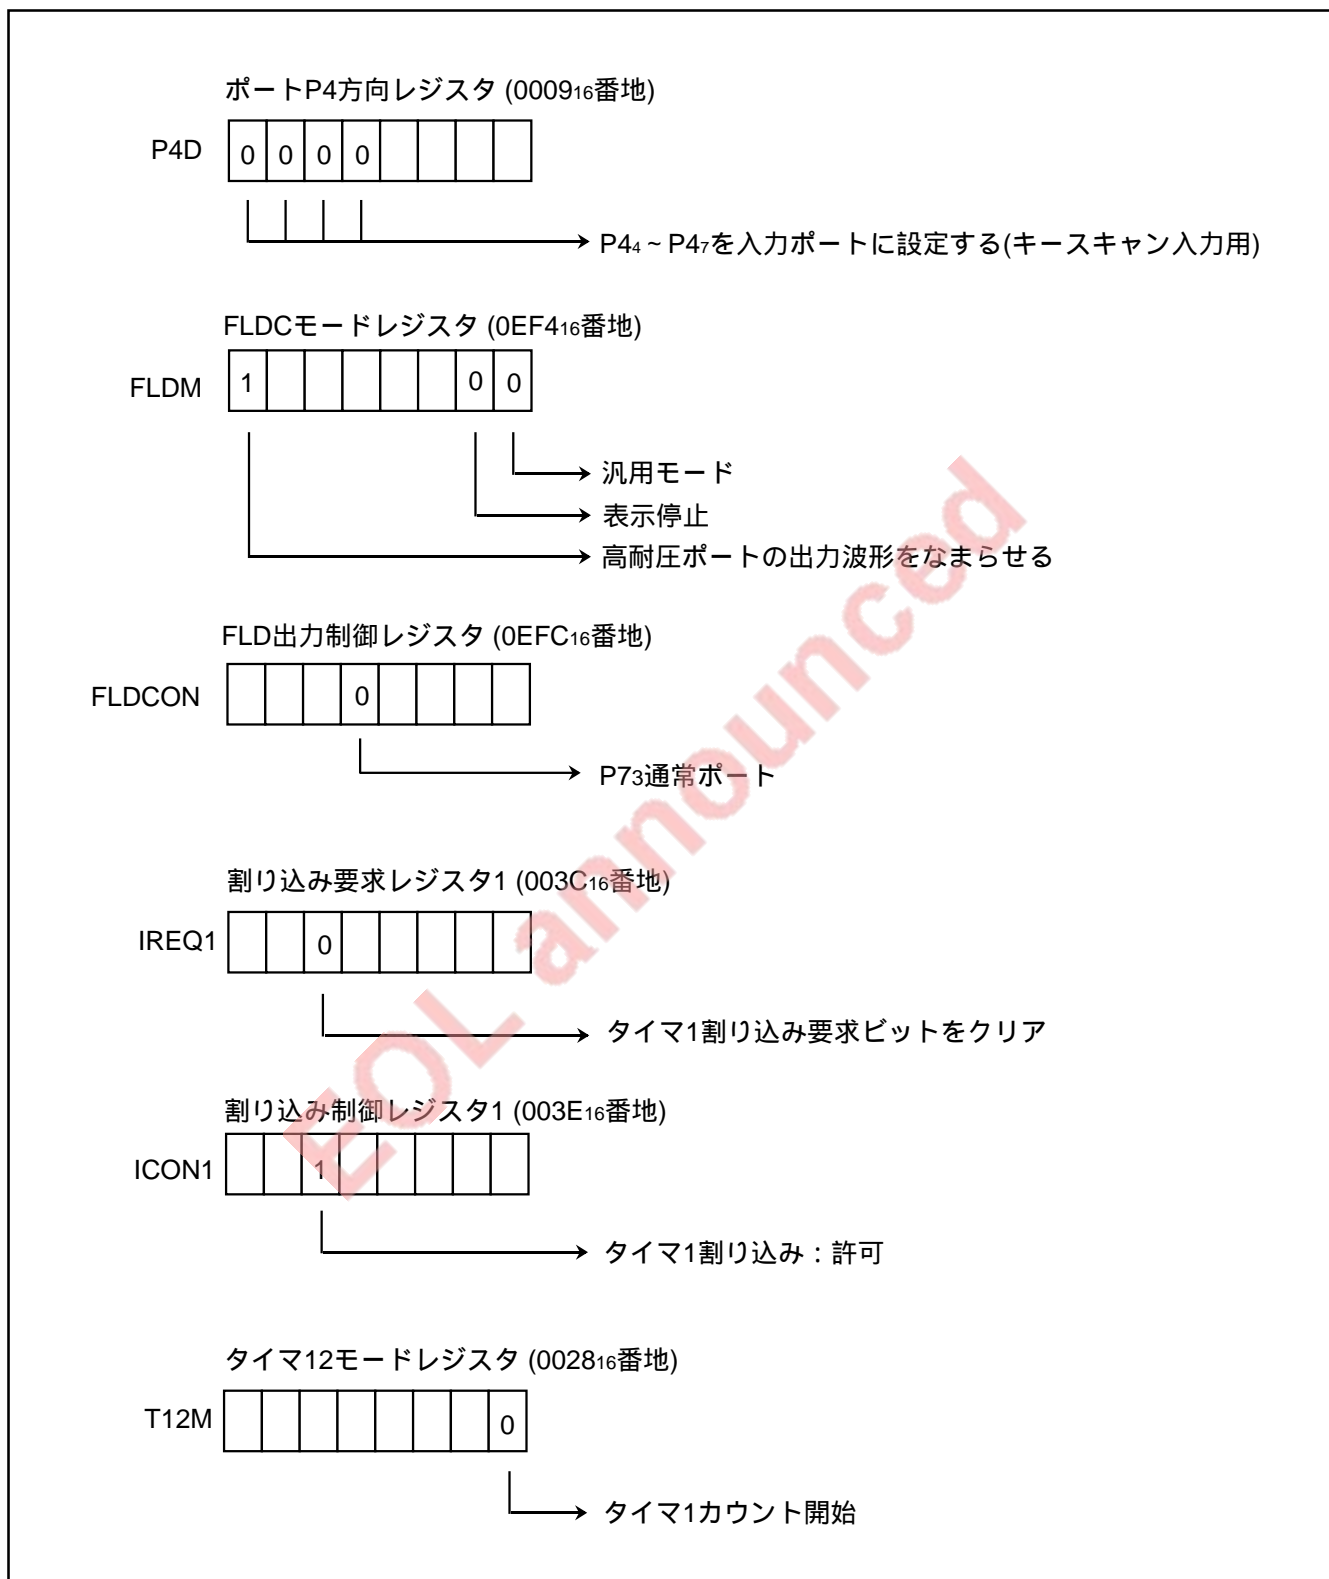 ポートP4方向レジスタ (000916番地)
P4D 0 0 0 0
P44 ~ P47を入力ポートに設定する(キースキャン入力用)
FLDCモードレジスタ (0EF416番地)
FLDM 1 0 0
汎用モード
表示停止
高耐圧ポートの出力波形をなまらせる
FLD出力制御レジスタ (0EFC16番地)
FLDCON 0
P73通常ポート
割り込み要求レジスタ1 (003C16番地)
IREQ1 0
タイマ1割り込み要求ビットをクリア
割り込み制御レジスタ1 (003E16番地)
ICON1 1
タイマ1割り込み：許可
タイマ12モードレジスタ (002816番地)
T12M 0
タイマ1カウント開始
EOL announced